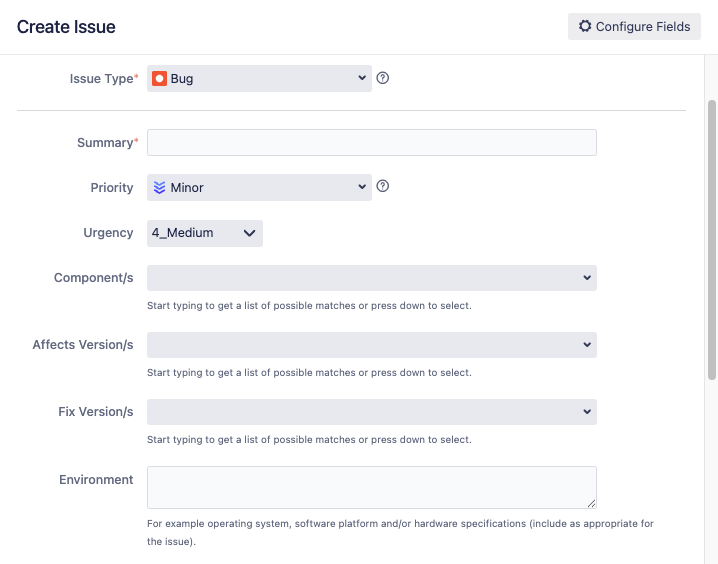 Create Issue
Configure Fields
Issue Type*
Bug
Summary*
Priority
Minor
Urgency
4_Medium
Component/s
Start typing to get a list of possible matches or press down to select.
Affects Version/s
Start typing to get a list of possible matches or press down to select.
Fix Version/s
Start typing to get a list of possible matches or press down to select.
Environment
For example operating system, software platform and/or hardware specifications (include as appropriate for
the issue).